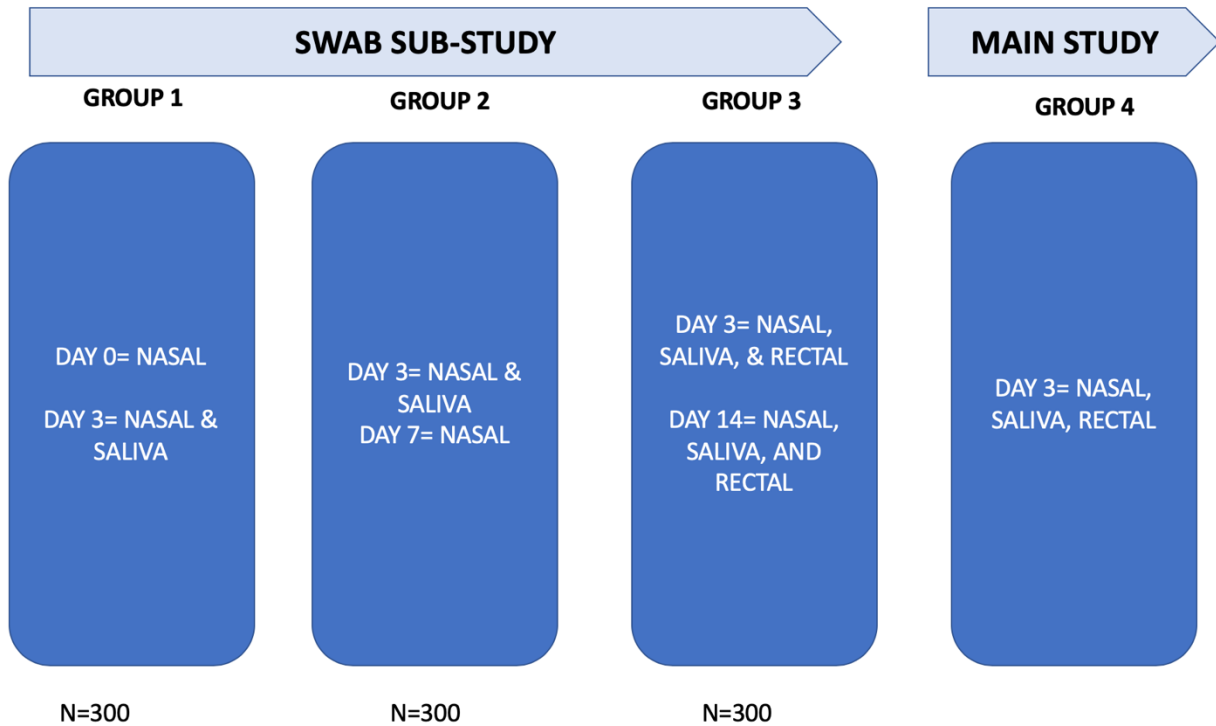 SWAB SUB-STUDY
MAIN STUDY
GROUP 1
GROUP 2
GROUP 3
GROUP 4
DAY 0= NASAL
DAY 3= NASAL &
SALIVA
DAY 3= NASAL &
SALIVA
DAY 7= NASAL
DAY 3= NASAL,
SALIVA, & RECTAL
DAY 14= NASAL,
SALIVA, AND
RECTAL
DAY 3= NASAL,
SALIVA, RECTAL
N=300
N=300
N=300